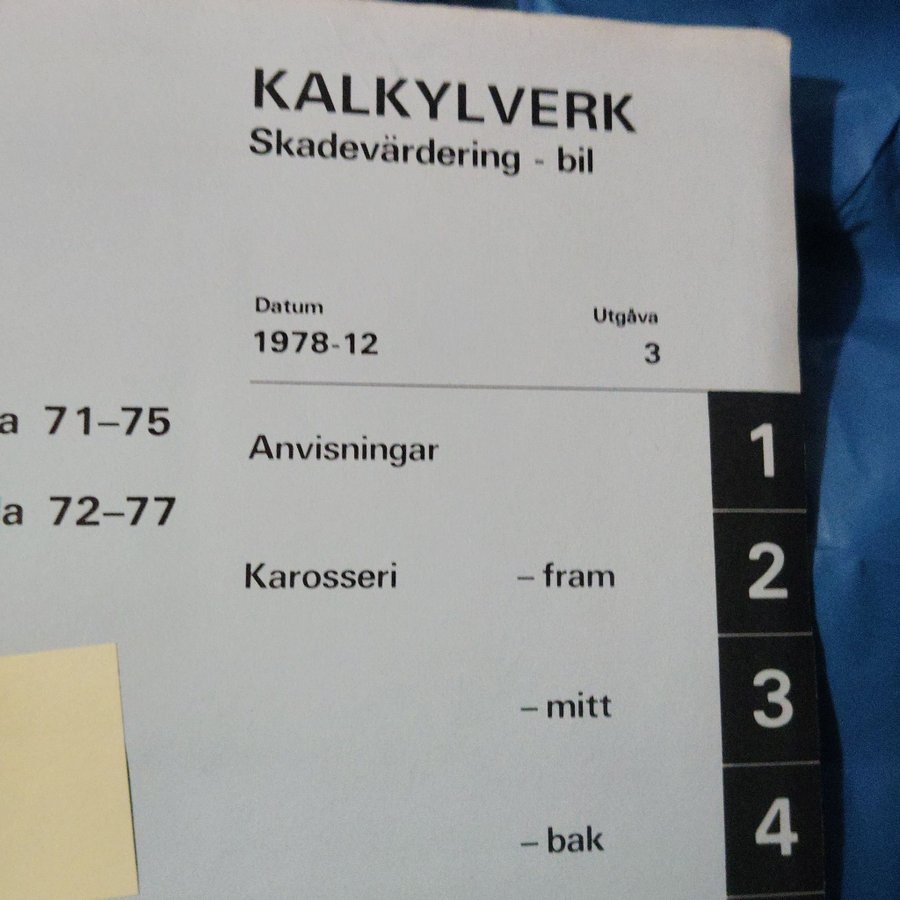 KALKYLVERK
Skadevärdering - bil
Datum Utgåva
1978-12 3
71–75
Anvisningar 1
72–77
Karosseri – fram 2
– mitt 3
– bak 4